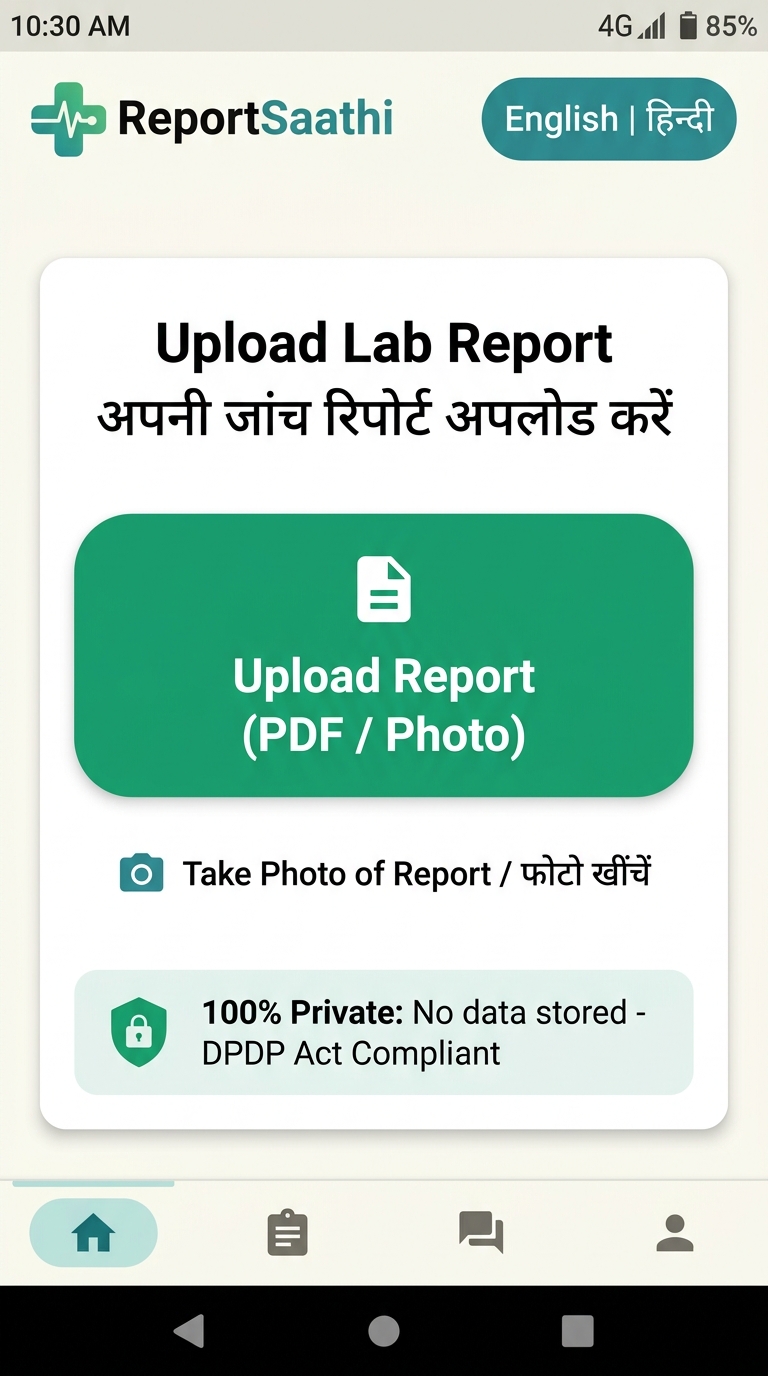 10:30 AM
4G 85%
ReportSaathi
English | हिन्दी
Upload Lab Report
अपनी जांच रिपोर्ट अपलोड करें
Upload Report
(PDF / Photo)
Take Photo of Report / फोटो खींचें
100% Private: No data stored -
DPDP Act Compliant